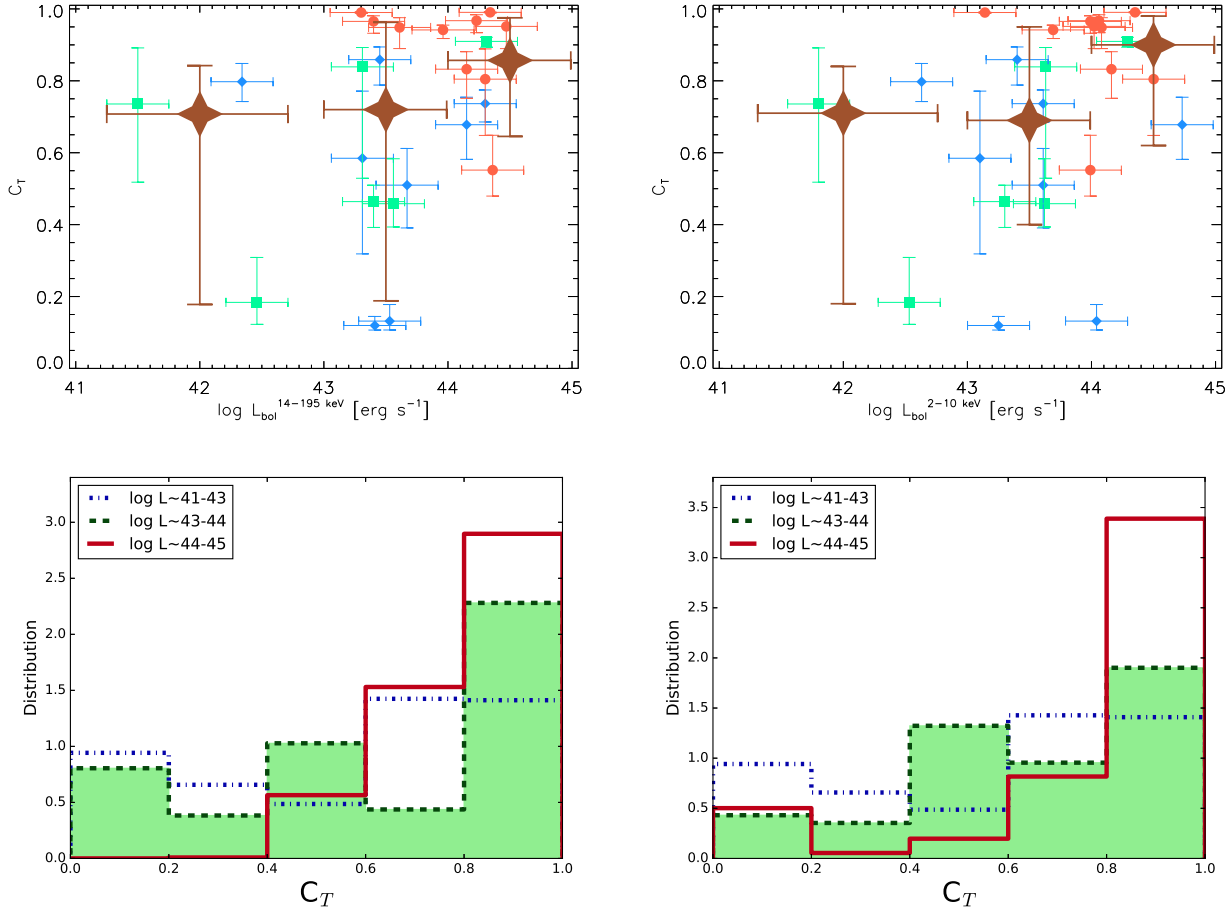 1.0
0.8
0.6
0.4
0.2
0.0
C_T
41 42 43 44 45
log L_bol^14-195 keV [erg s^-1]
1.0
0.8
0.6
0.4
0.2
0.0
C_T
41 42 43 44 45
log L_bol^2-10 keV [erg s^-1]
log L~41-43
log L~43-44
log L~44-45
3.0
2.5
2.0
1.5
1.0
0.5
0.0
Distribution
0.0 0.2 0.4 0.6 0.8 1.0
C_T
log L~41-43
log L~43-44
log L~44-45
3.5
3.0
2.5
2.0
1.5
1.0
0.5
0.0
Distribution
0.0 0.2 0.4 0.6 0.8 1.0
C_T